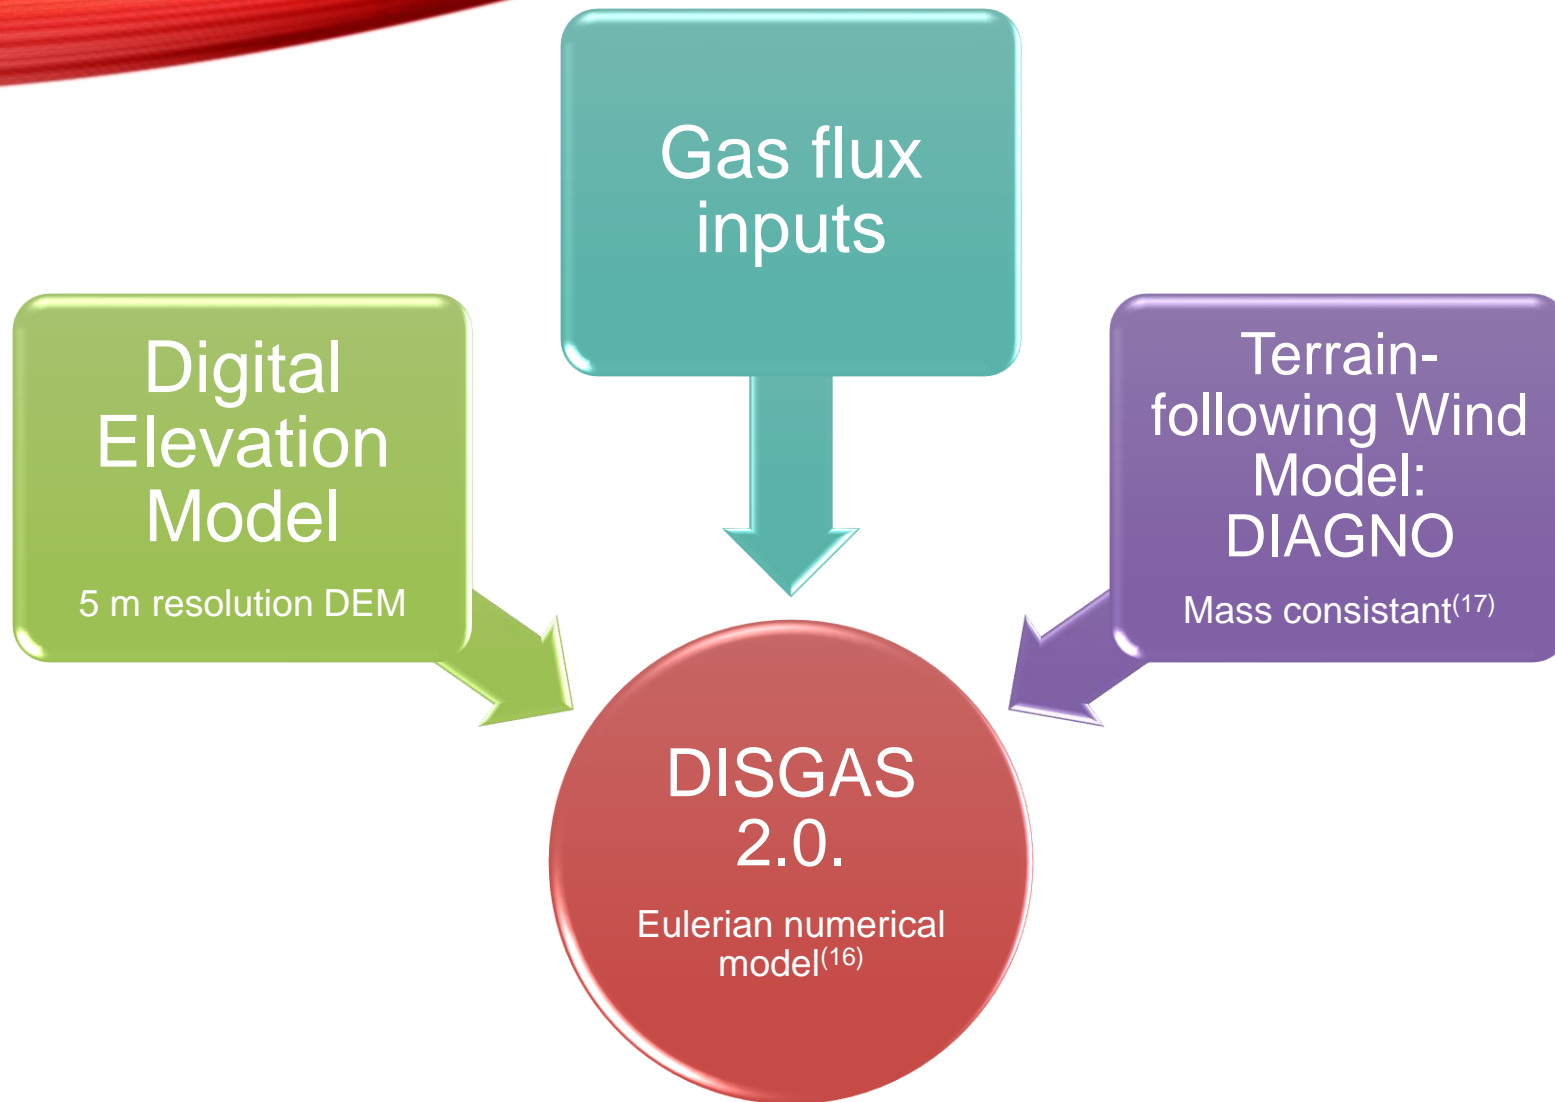 Gas flux
inputs
Digital
Elevation
Model
5 m resolution DEM
Terrain-
following Wind
Model:
DIAGNO
Mass consistant(17)
DISGAS
2.0.
Eulerian numerical
model(16)